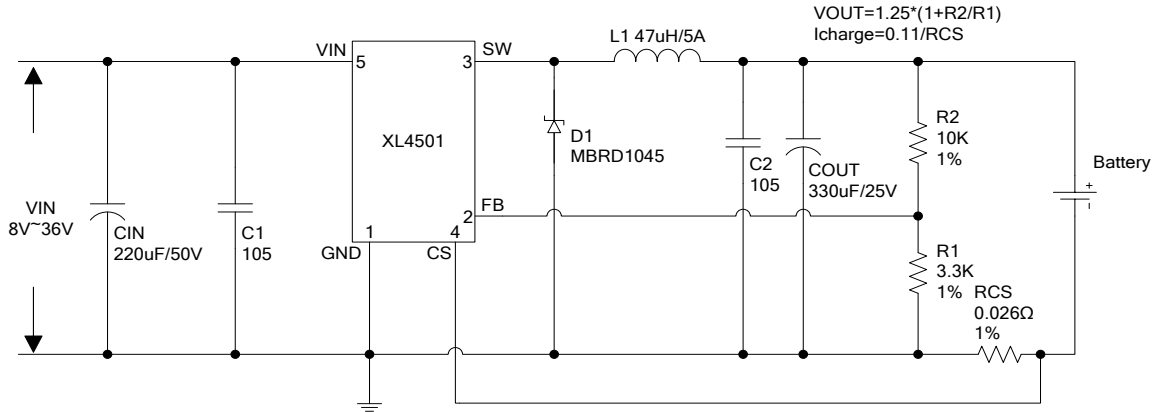 VOUT=1.25*(1+R2/R1)
Icharge=0.11/RCS
L1 47uH/5A
VIN
SW
5
3
XL4501
D1
MBRD1045
R2
10K
1%
C2
105
COUT
330uF/25V
Battery
+
-
VIN
8V~36V
CIN
220uF/50V
C1
105
FB
2
1
4
GND
CS
R1
3.3K
1%
RCS
0.026Ω
1%